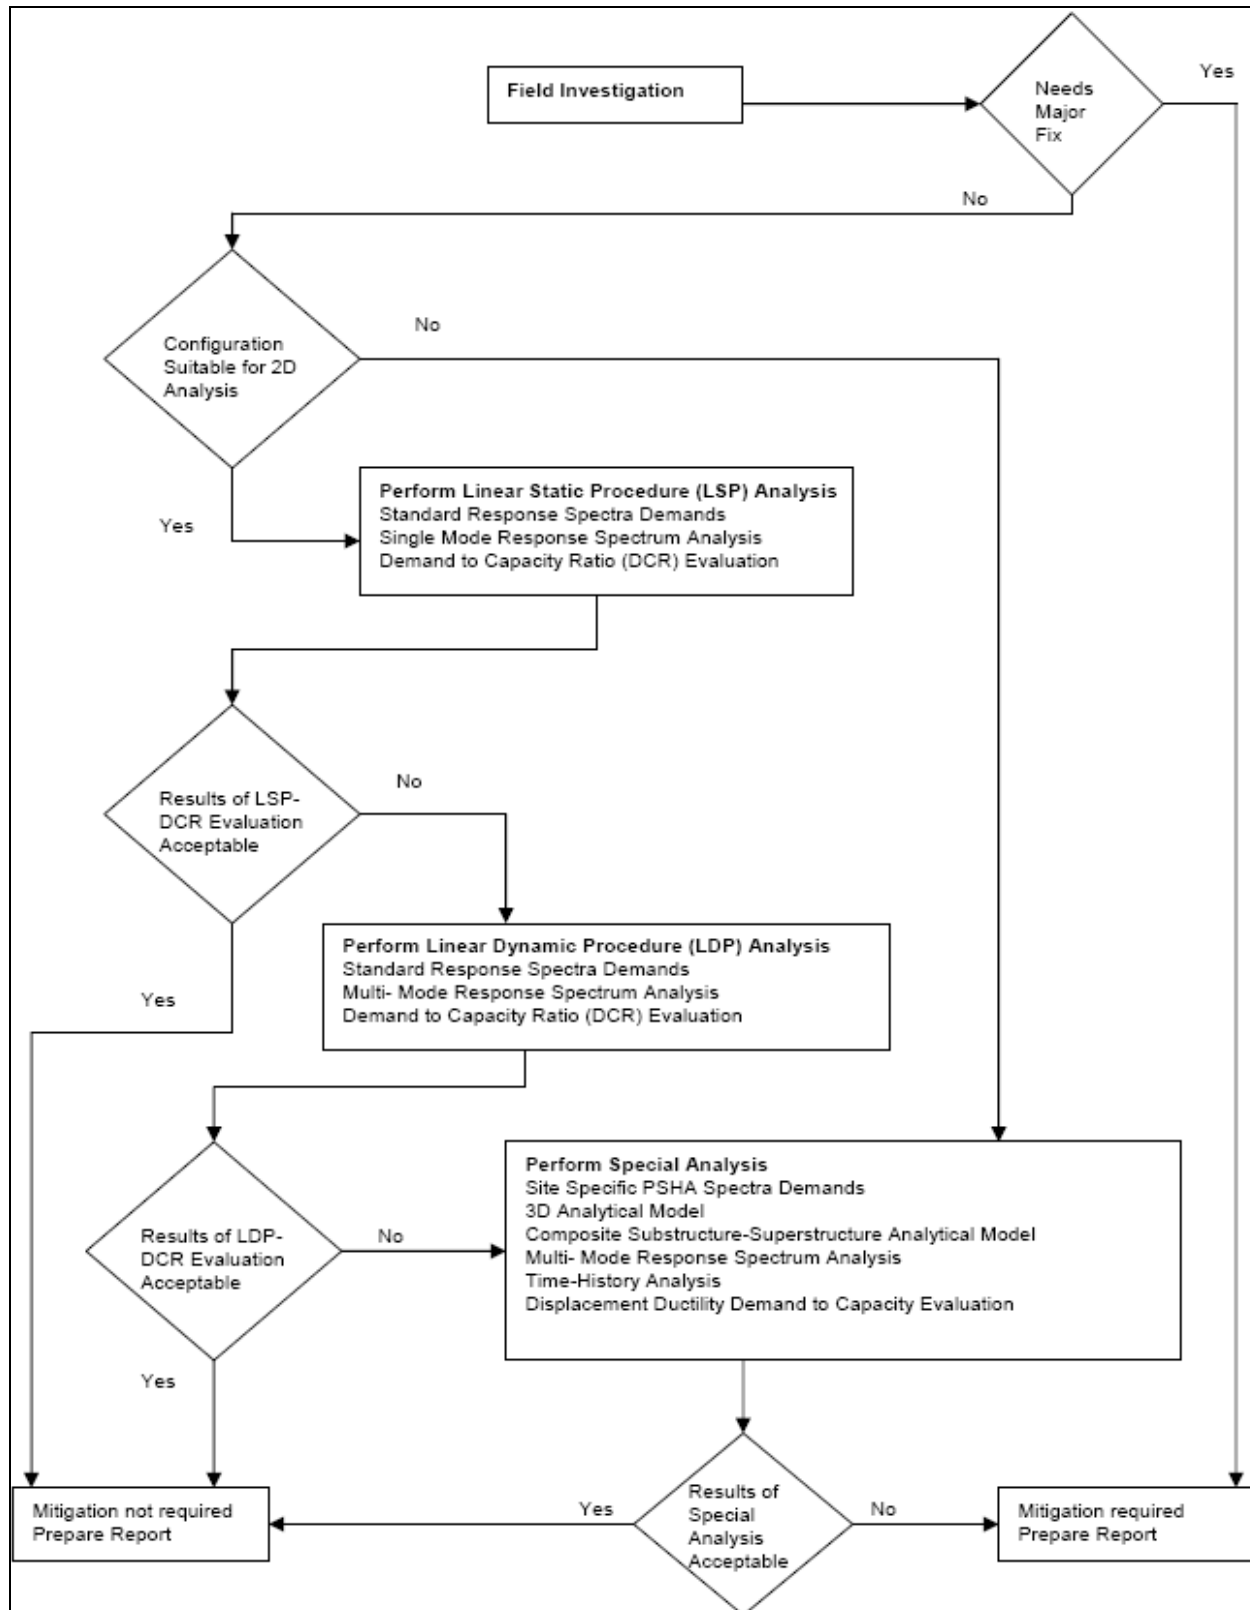 Field Investigation
Needs
Major
Fix
Yes
No
Configuration
Suitable for 2D
Analysis
No
Yes
Perform Linear Static Procedure (LSP) Analysis
Standard Response Spectra Demands
Single Mode Response Spectrum Analysis
Demand to Capacity Ratio (DCR) Evaluation
Results of LSP-
DCR Evaluation
Acceptable
No
Yes
Perform Linear Dynamic Procedure (LDP) Analysis
Standard Response Spectra Demands
Multi- Mode Response Spectrum Analysis
Demand to Capacity Ratio (DCR) Evaluation
Results of LDP-
DCR Evaluation
Acceptable
No
Yes
Perform Special Analysis
Site Specific PSHA Spectra Demands
3D Analytical Model
Composite Substructure-Superstructure Analytical Model
Multi- Mode Response Spectrum Analysis
Time-History Analysis
Displacement Ductility Demand to Capacity Evaluation
Mitigation not required
Prepare Report
Yes
Results of
Special
Analysis
Acceptable
No
Mitigation required
Prepare Report